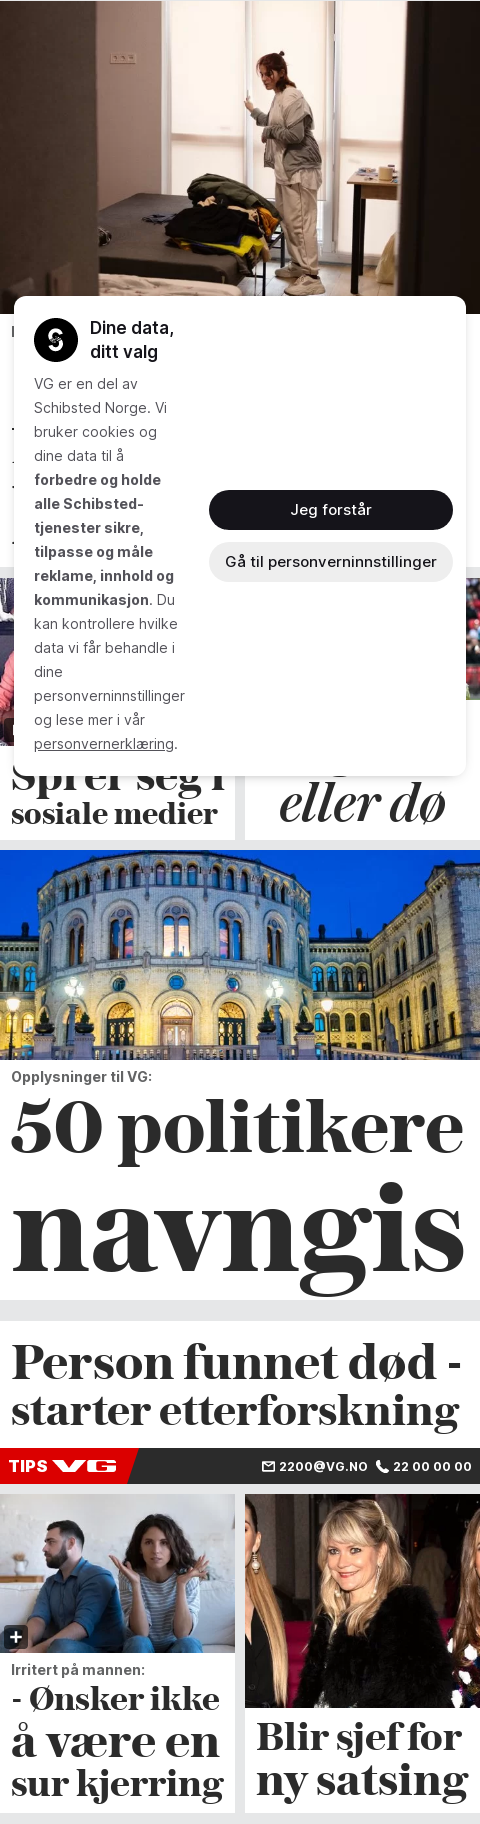 Dine data,
ditt valg
VG er en del av
Schibsted Norge. Vi
bruker cookies og
dine data til å
forbedre og holde
alle Schibsted-
tjenester sikre,
tilpasse og måle
reklame, innhold og
kommunikasjon. Du
kan kontrollere hvilke
data vi får behandle i
dine
personverninnstillinger
og lese mer i vår
personvernerklæring.
Jeg forstår
Gå til personverninnstillinger
Sprer seg i
sosiale medier
eller dø
Opplysninger til VG:
50 politikere
navngis
Person funnet død -
starter etterforskning
TIPS VG
2200@VG.NO 22 00 00 00
Irritert på mannen:
- Ønsker ikke
å være en
sur kjerring
Blir sjef for
ny satsing